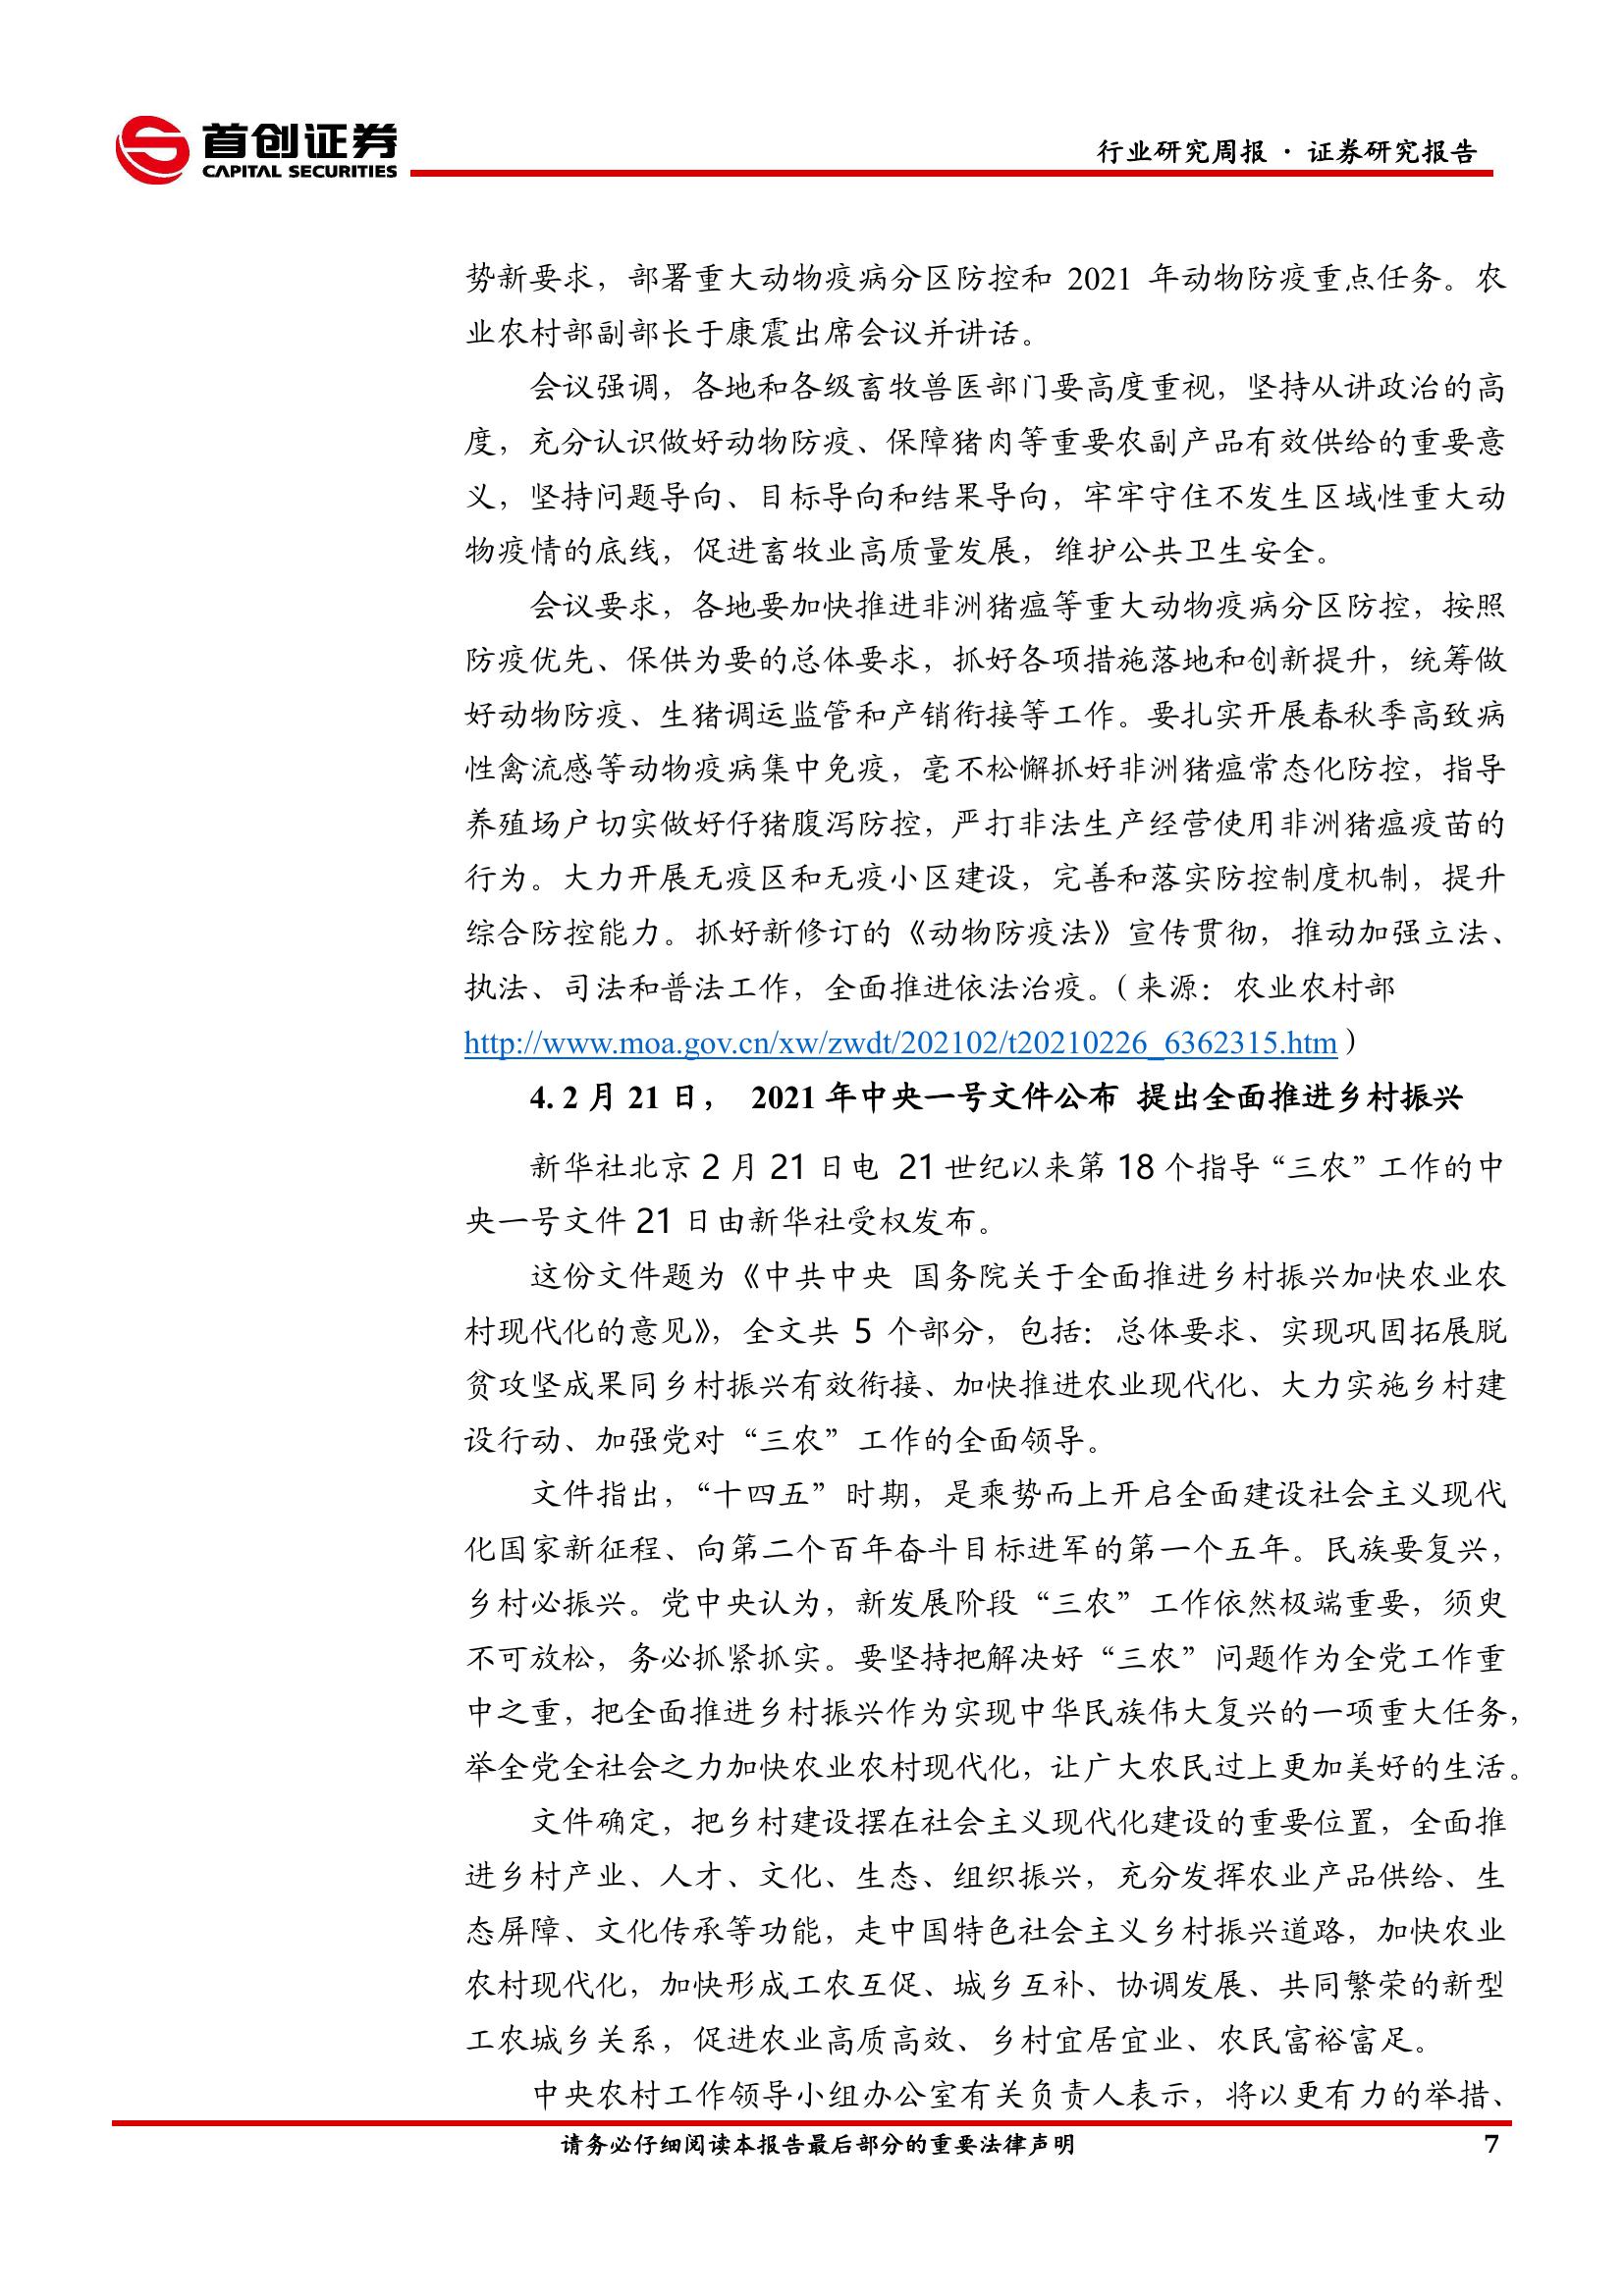 首创证券
CAPITAL SECURITIES
行业研究周报 · 证券研究报告
势新要求，部署重大动物疫病分区防控和 2021 年动物防疫重点任务。农
业农村部副部长于康震出席会议并讲话。
会议强调，各地和各级畜牧兽医部门要高度重视，坚持从讲政治的高
度，充分认识做好动物防疫、保障猪肉等重要农副产品有效供给的重要意
义，坚持问题导向、目标导向和结果导向，牢牢守住不发生区域性重大动
物疫情的底线，促进畜牧业高质量发展，维护公共卫生安全。
会议要求，各地要加快推进非洲猪瘟等重大动物疫病分区防控，按照
防疫优先、保供为要的总体要求，抓好各项措施落地和创新提升，统筹做
好动物防疫、生猪调运监管和产销衔接等工作。要扎实开展春秋季高致病
性禽流感等动物疫病集中免疫，毫不松懈抓好非洲猪瘟常态化防控，指导
养殖场户切实做好仔猪腹泻防控，严打非法生产经营使用非洲猪瘟疫苗的
行为。大力开展无疫区和无疫小区建设，完善和落实防控制度机制，提升
综合防控能力。抓好新修订的《动物防疫法》宣传贯彻，推动加强立法、
执法、司法和普法工作，全面推进依法治疫。（来源：农业农村部
http://www.moa.gov.cn/xw/zwdt/202102/t20210226_6362315.htm）
4. 2 月 21 日， 2021 年中央一号文件公布 提出全面推进乡村振兴
新华社北京 2 月 21 日电 21 世纪以来第 18 个指导“三农”工作的中
央一号文件 21 日由新华社受权发布。
这份文件题为《中共中央 国务院关于全面推进乡村振兴加快农业农
村现代化的意见》，全文共 5 个部分，包括：总体要求、实现巩固拓展脱
贫攻坚成果同乡村振兴有效衔接、加快推进农业现代化、大力实施乡村建
设行动、加强党对“三农”工作的全面领导。
文件指出，“十四五”时期，是乘势而上开启全面建设社会主义现代
化国家新征程、向第二个百年奋斗目标进军的第一个五年。民族要复兴，
乡村必振兴。党中央认为，新发展阶段“三农”工作依然极端重要，须臾
不可放松，务必抓紧抓实。要坚持把解决好“三农”问题作为全党工作重
中之重，把全面推进乡村振兴作为实现中华民族伟大复兴的一项重大任务，
举全党全社会之力加快农业农村现代化，让广大农民过上更加美好的生活。
文件确定，把乡村建设摆在社会主义现代化建设的重要位置，全面推
进乡村产业、人才、文化、生态、组织振兴，充分发挥农业产品供给、生
态屏障、文化传承等功能，走中国特色社会主义乡村振兴道路，加快农业
农村现代化，加快形成工农互促、城乡互补、协调发展、共同繁荣的新型
工农城乡关系，促进农业高质高效、乡村宜居宜业、农民富裕富足。
中央农村工作领导小组办公室有关负责人表示，将以更有力的举措、
请务必仔细阅读本报告最后部分的重要法律声明
7